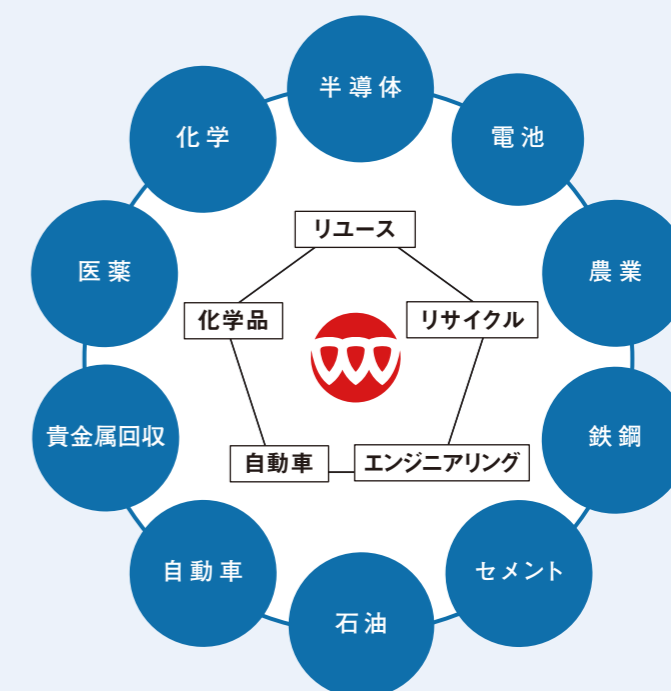 半導体
電池
農業
鉄鋼
セメント
石油
自動車
貴金属回収
医薬
化学
リユース
リサイクル
エンジニアリング
自動車
化学品